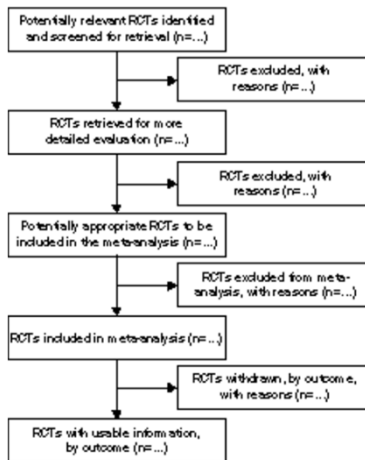 Potentially relevant RCTs identified
and screened for retrieval (n=...)
RCTs excluded, with
reasons (n=...)
RCTs retrieved for more
detailed evaluation (n=...)
RCTs excluded, with
reasons (n=...)
Potentially appropriate RCTs to be
included in the meta-analysis (n=...)
RCTs excluded from meta-
analysis, with reasons (n=...)
RCTs included in meta-analysis (n=...)
RCTs withdrawn, by outcome,
with reasons (n=...)
RCTs with usable information,
by outcome (n=...)